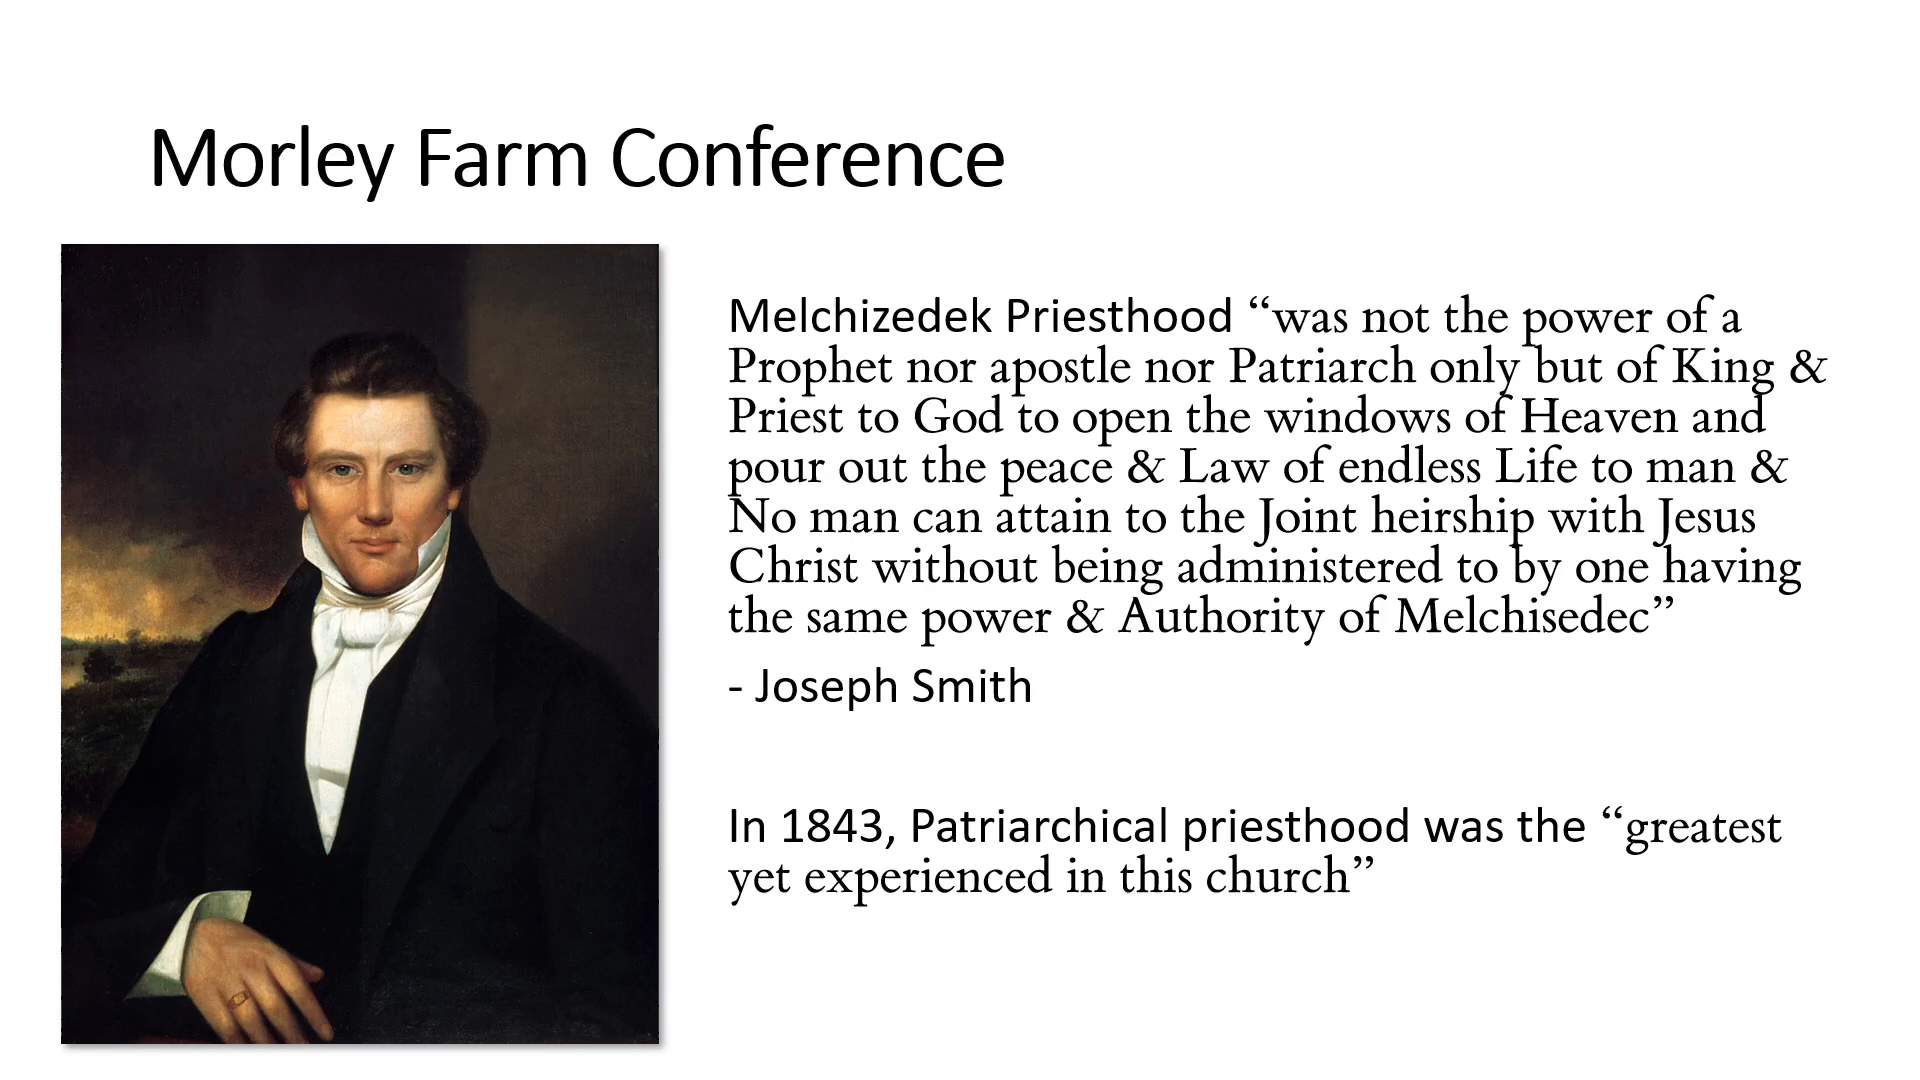 Morley Farm Conference
Melchizedek Priesthood “was not the power of a
Prophet nor apostle nor Patriarch only but of King &
Priest to God to open the windows of Heaven and
pour out the peace & Law of endless Life to man &
No man can attain to the Joint heirship with Jesus
Christ without being administered to by one having
the same power & Authority of Melchisedec”
- Joseph Smith
In 1843, Patriarchical priesthood was the “greatest
yet experienced in this church”